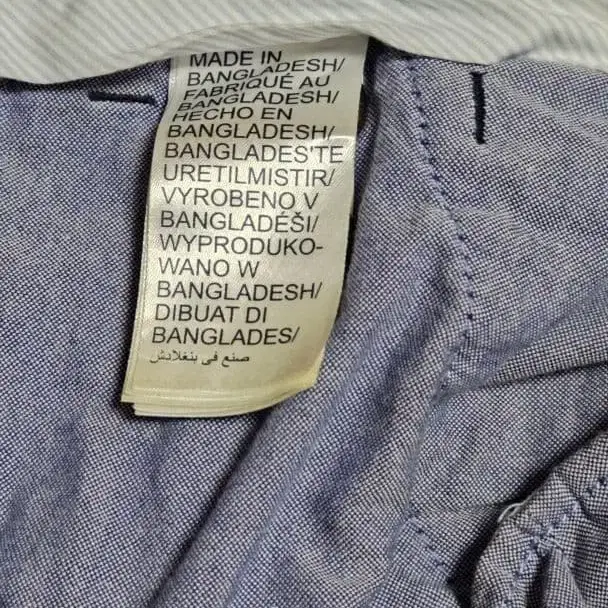 MADE IN
BANGLADESH/
FABRIQUÉ AU
BANGLADESH/
HECHO EN
BANGLADESH/
BANGLADES'TE
URETILMISTIR/
VYROBENO V
BANGLADÉŠI/
WYPRODUKO-
WANO W
BANGLADESH/
DIBUAT DI
BANGLADES/
صنع في بنغلادش